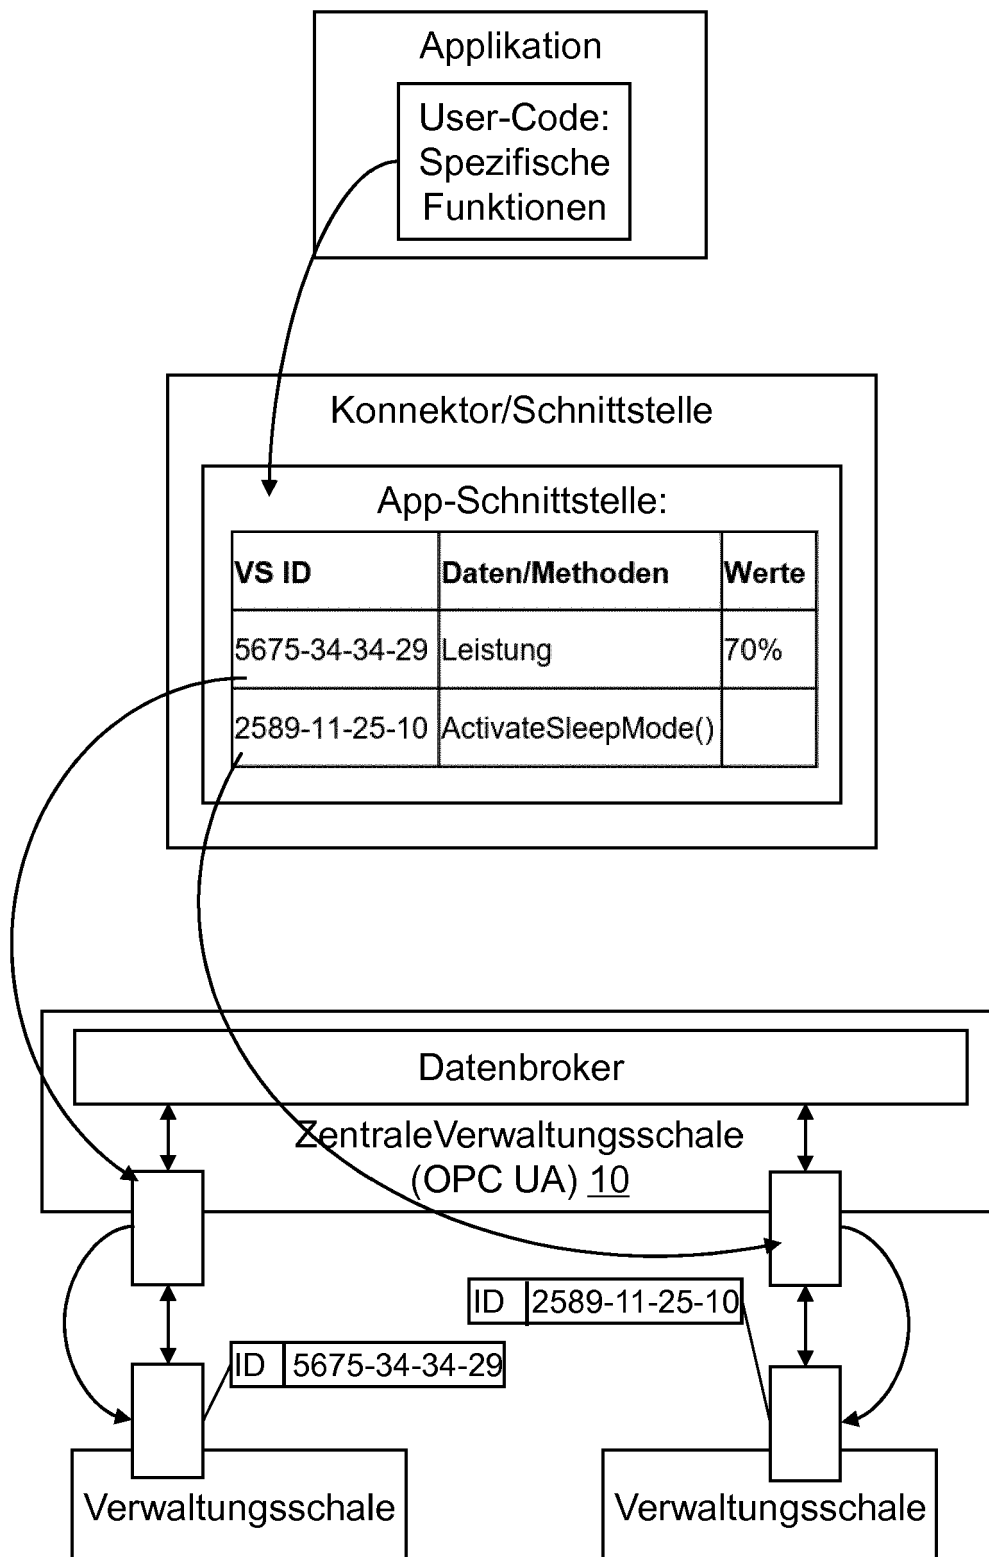 Applikation
User-Code:
Spezifische
Funktionen
Konnektor/Schnittstelle
App-Schnittstelle:
VS ID Daten/Methoden Werte
5675-34-34-29 Leistung 70%
2589-11-25-10 ActivateSleepMode()
Datenbroker
ZentraleVerwaltungsschale
(OPC UA) 10
ID 2589-11-25-10
ID 5675-34-34-29
Verwaltungsschale Verwaltungsschale